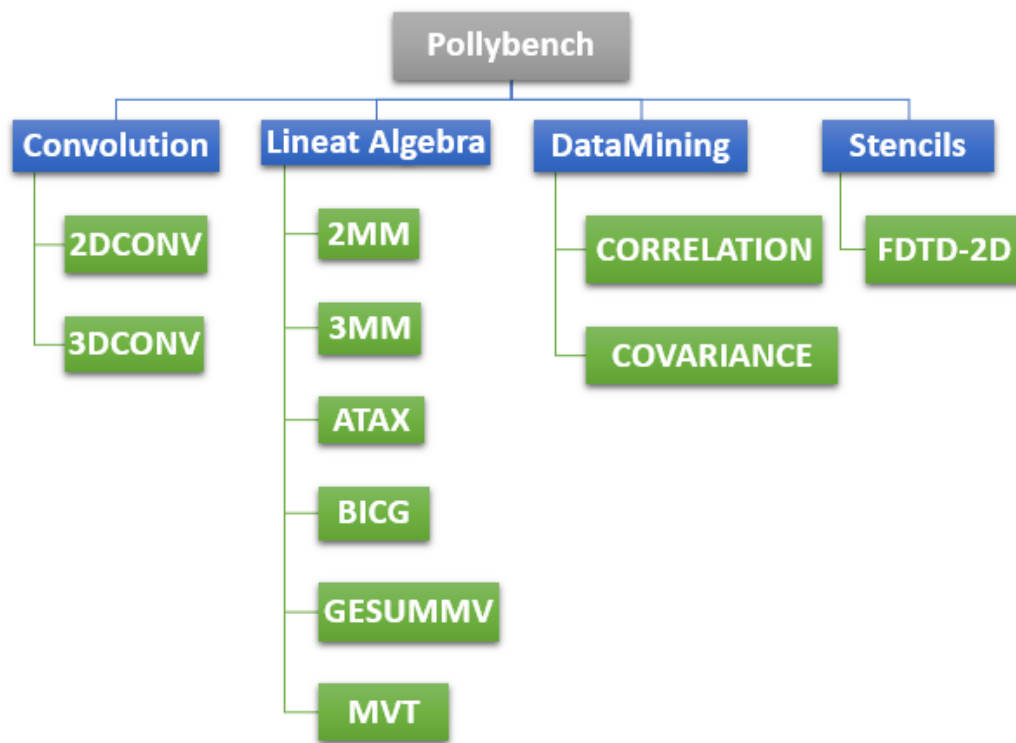 Pollybench
Convolution
2DCONV
3DCONV
Lineat Algebra
2MM
3MM
ATAX
BICG
GESUMMV
MVT
DataMining
CORRELATION
COVARIANCE
Stencils
FDTD-2D